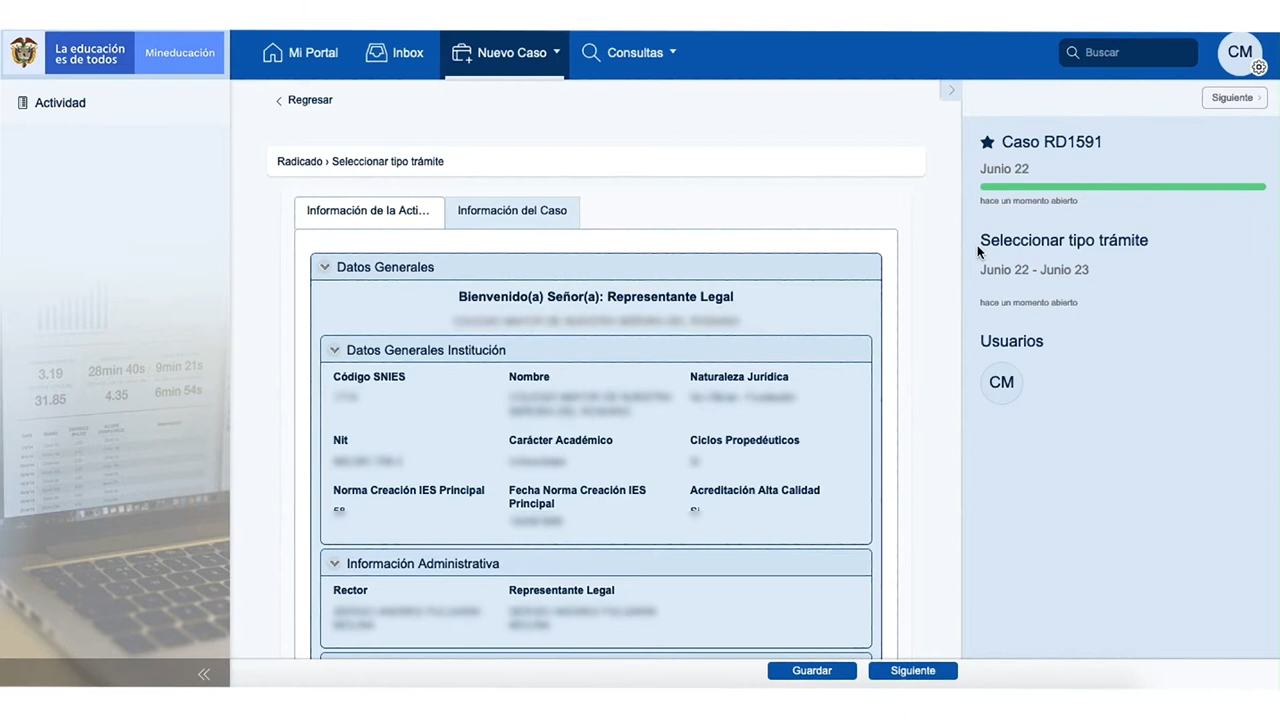 La educación
es de todos
Mineducación
Mi Portal
Inbox
Nuevo Caso
Consultas
Buscar
CM
Actividad
Regresar
Siguiente
Radicado › Seleccionar tipo trámite
Información de la Acti...
Información del Caso
Datos Generales
Bienvenido(a) Señor(a): Representante Legal
Datos Generales Institución
Código SNIES
Nombre
Naturaleza Jurídica
Nit
Carácter Académico
Ciclos Propedéuticos
Norma Creación IES Principal
Fecha Norma Creación IES
Principal
Acreditación Alta Calidad
Información Administrativa
Rector
Representante Legal
Guardar
Siguiente
Caso RD1591
Junio 22
hace un momento abierto
Seleccionar tipo trámite
Junio 22 - Junio 23
hace un momento abierto
Usuarios
CM
3.19
28min 40s
9min 21s
31.85
4.35
6min 54s